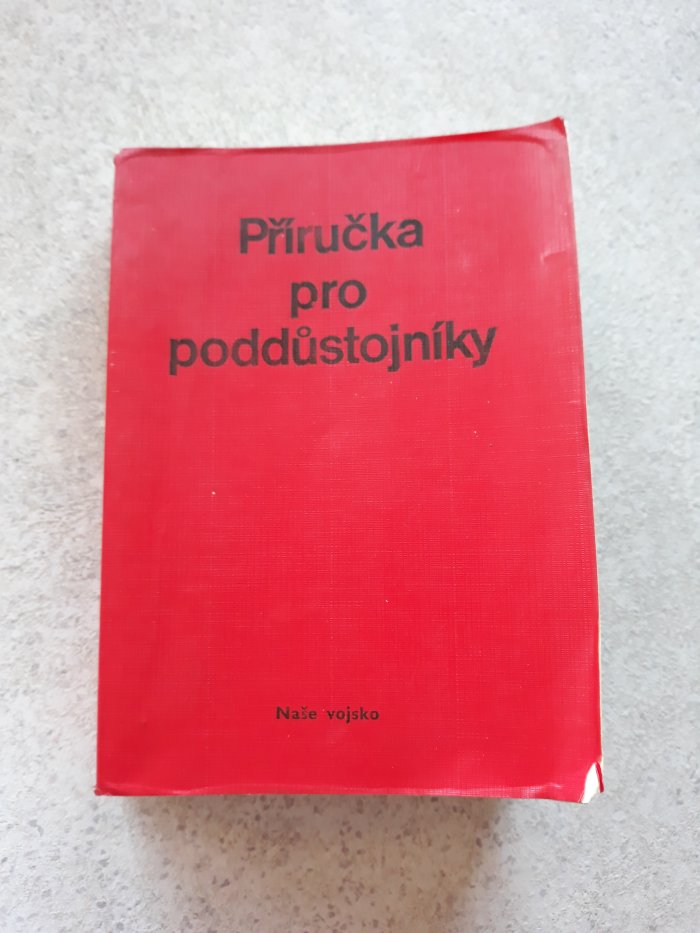 Příručka
pro
poddůstojníky
Naše vojsko